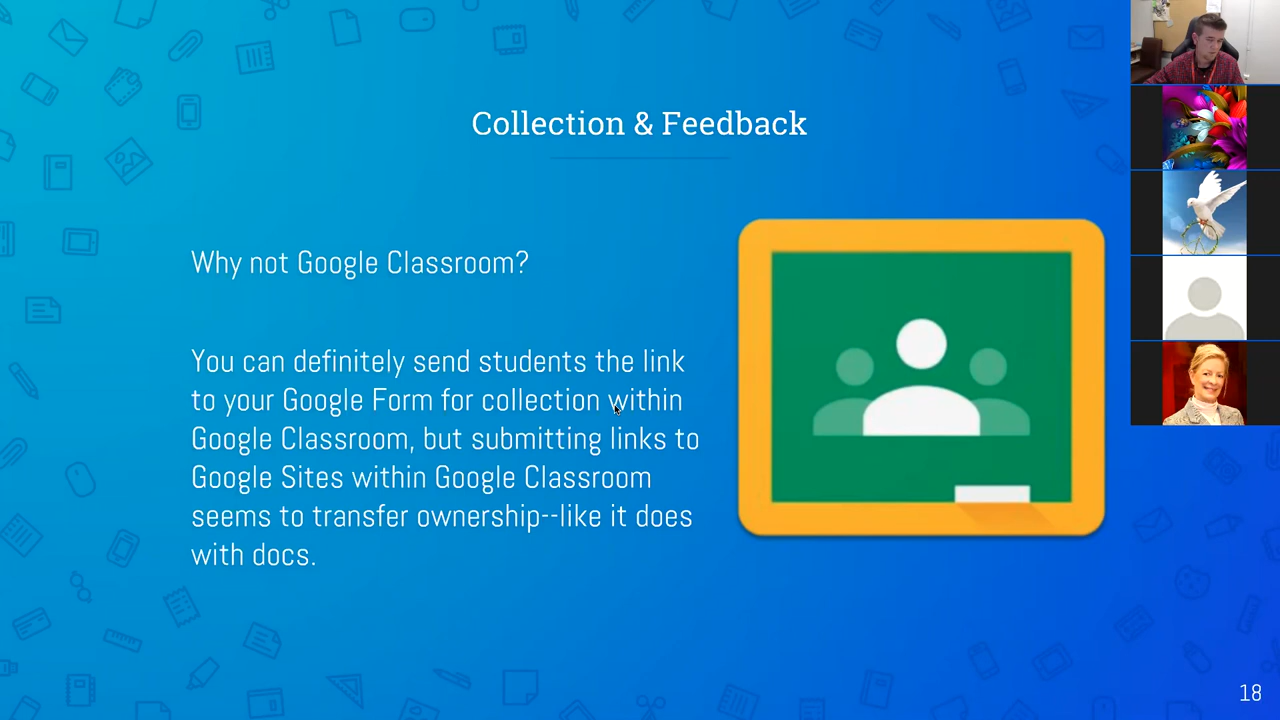 Collection & Feedback
Why not Google Classroom?
You can definitely send students the link
to your Google Form for collection within
Google Classroom, but submitting links to
Google Sites within Google Classroom
seems to transfer ownership--like it does
with docs.
18